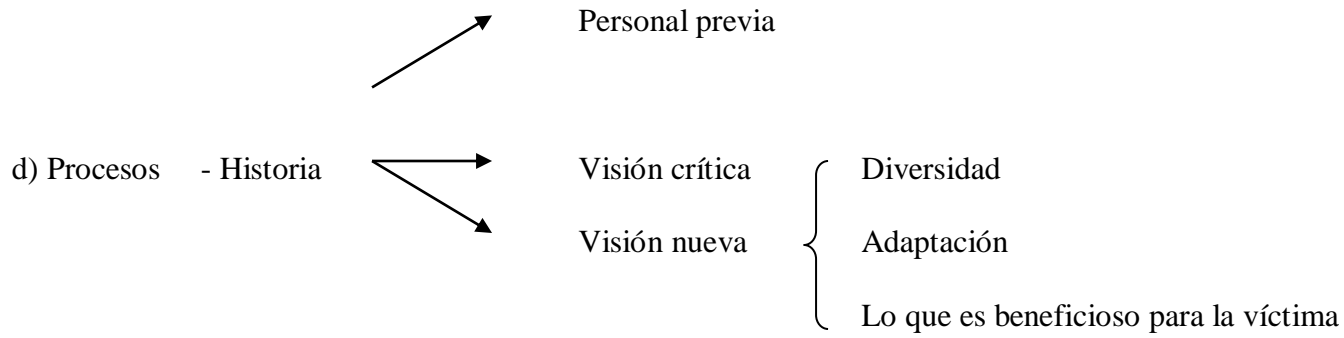 Personal previa
d) Procesos - Historia Visión crítica Diversidad
Visión nueva Adaptación
Lo que es beneficioso para la víctima